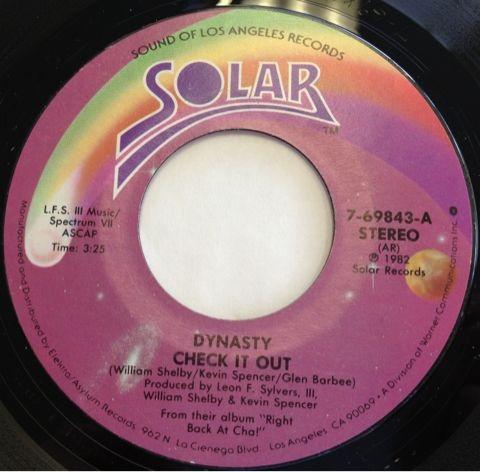 SOUND OF LOS ANGELES RECORDS
SOLAR
TM
L.F.S. III Music/
Spectrum VII
ASCAP
Time: 3:25
7-69843-A
STEREO
(AR)
℗ 1982
Solar Records
DYNASTY
CHECK IT OUT
(William Shelby/Kevin Spencer/Glen Barbee)
Produced by Leon F. Sylvers, III,
William Shelby & Kevin Spencer
From their album "Right
Back At Cha!"
Manufactured and Distributed by Elektra/Asylum Records. 962 N. La Cienega Blvd. Los Angeles, CA 90069 • A Division of Warner Communications Inc.